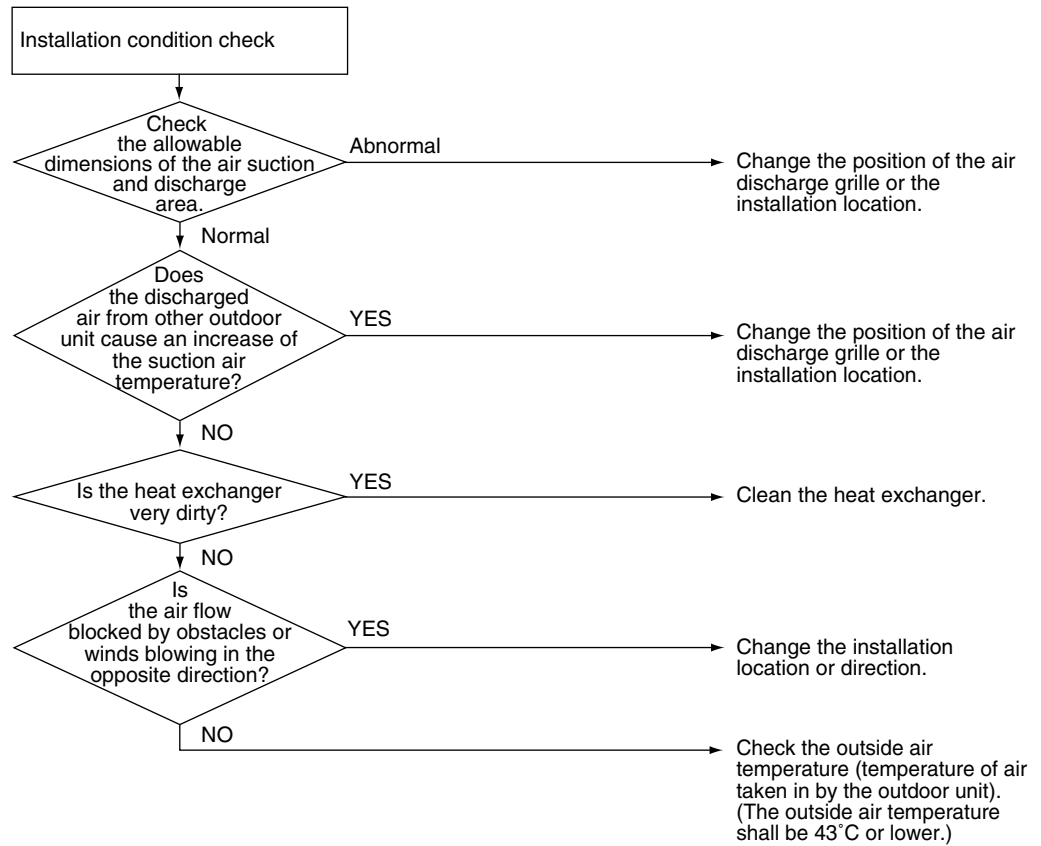 Installation condition check
Check
the allowable
dimensions of the air suction
and discharge
area.
Abnormal
Change the position of the air
discharge grille or the
installation location.
Normal
Does
the discharged
air from other outdoor
unit cause an increase of
the suction air
temperature?
YES
Change the position of the air
discharge grille or the
installation location.
NO
Is the heat exchanger
very dirty?
YES
Clean the heat exchanger.
NO
Is
the air flow
blocked by obstacles or
winds blowing in the
opposite direction?
YES
Change the installation
location or direction.
NO
Check the outside air
temperature (temperature of air
taken in by the outdoor unit).
(The outside air temperature
shall be 43˚C or lower.)